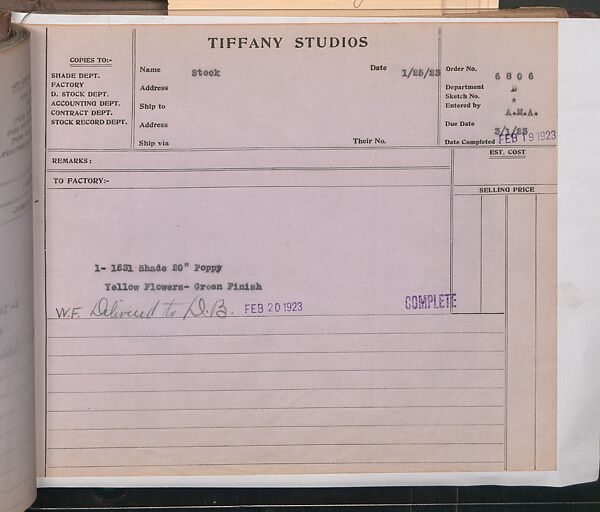 TIFFANY STUDIOS
COPIES TO:-
SHADE DEPT.
FACTORY
D. STOCK DEPT.
ACCOUNTING DEPT.
CONTRACT DEPT.
STOCK RECORD DEPT.
Name Stock Date 1/25/23
Address
Ship to
Address
Ship via Their No.
Order No. 6806
Department D
Sketch No.
Entered by A.M.A.
Due Date 3/1/23
Date Completed FEB 19 1923
REMARKS:
EST. COST
TO FACTORY:-
SELLING PRICE
1- 1531 Shade 20" Poppy
Yellow Flowers- Green Finish
W.F. Delivered to D.B. FEB 20 1923 COMPLETE